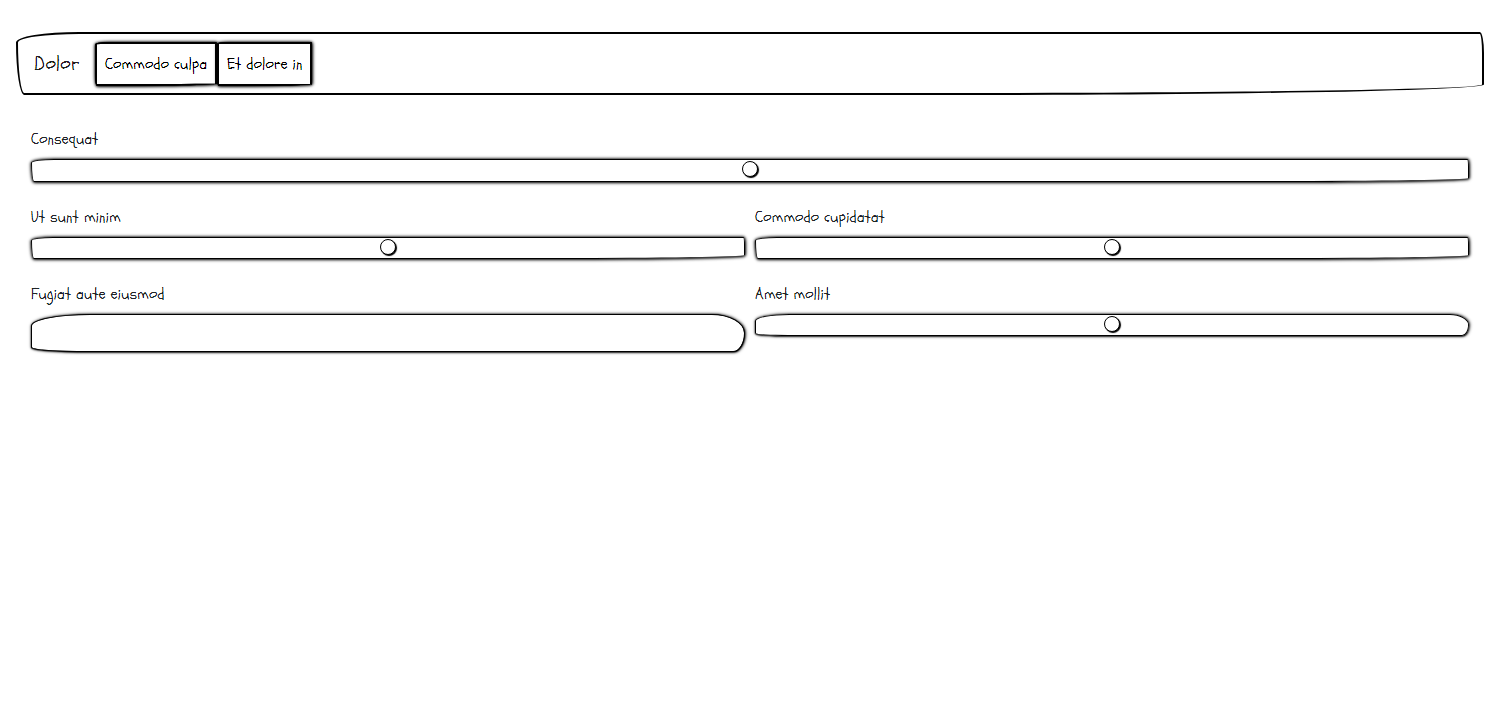 Dolor Commodo culpa Et dolore in
Consequat
Ut sunt minim Commodo cupidatat
Fugiat aute eiusmod Amet mollit